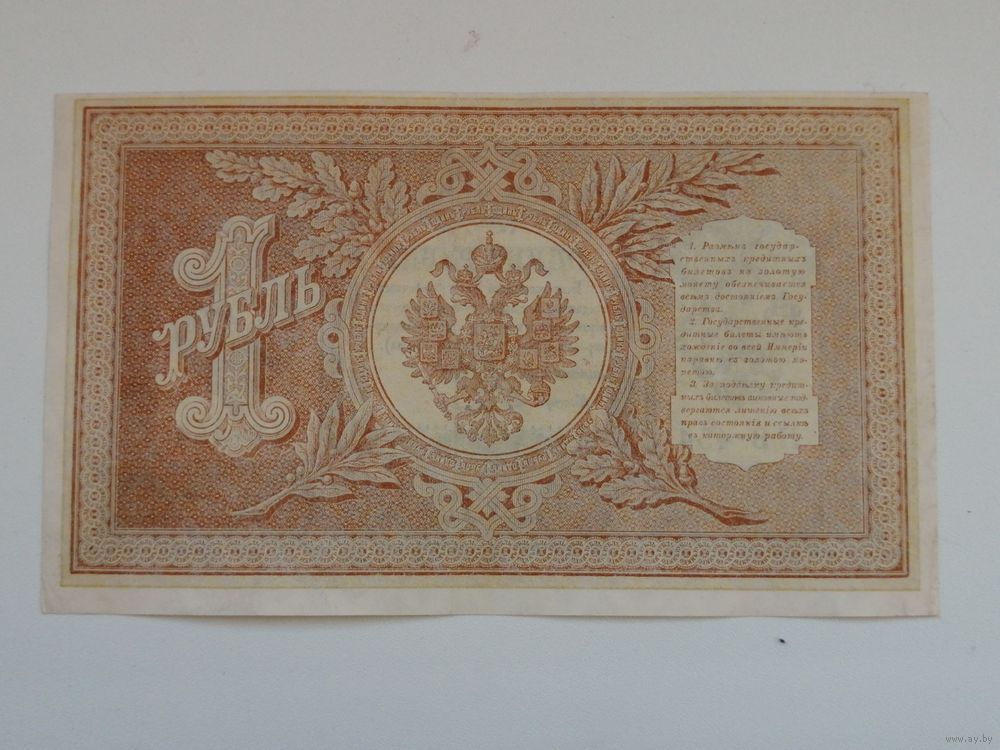 1
РУБЛЬ
1. Размѣнъ государ-
ственныхъ кредитныхъ
билетовъ на золотую
монету обезпечивается
всѣмъ достояніемъ Госу-
дарства.
2. Государственные кре-
дитные билеты имѣютъ
хожденіе во всей Имперіи
наравнѣ съ золотою мо-
нетою.
3. За поддѣлку кредит-
ныхъ билетовъ виновные под-
вергаются лишенію всѣхъ
правъ состоянія и ссылкѣ
въ каторжную работу.
www.ay.by